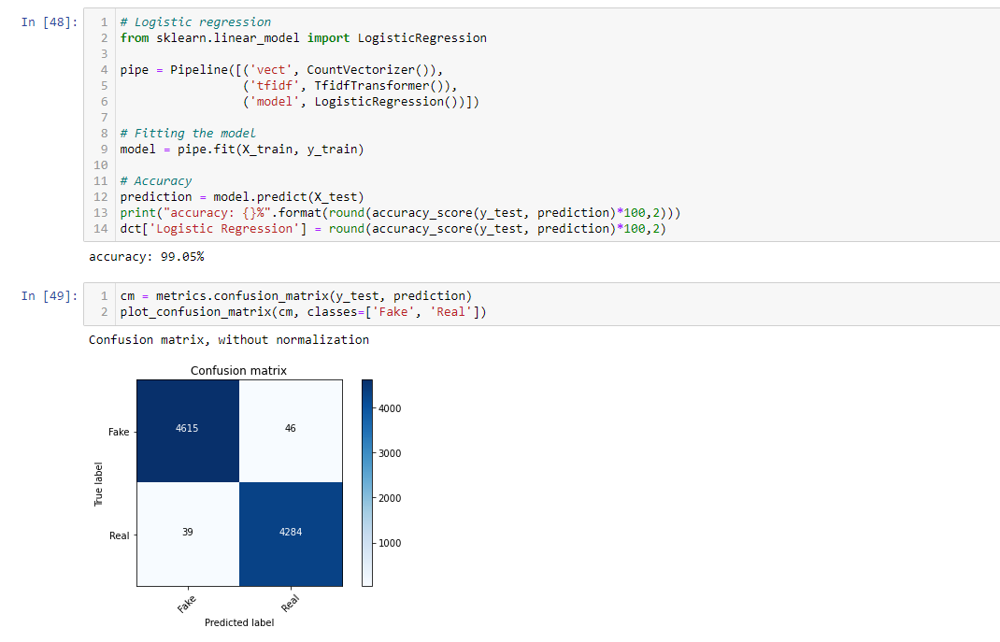 In [48]:
1 # Logistic regression
2 from sklearn.linear_model import LogisticRegression
3
4 pipe = Pipeline([('vect', CountVectorizer()),
5                  ('tfidf', TfidfTransformer()),
6                  ('model', LogisticRegression())])
7
8 # Fitting the model
9 model = pipe.fit(X_train, y_train)
10
11 # Accuracy
12 prediction = model.predict(X_test)
13 print("accuracy: {}%".format(round(accuracy_score(y_test, prediction)*100,2)))
14 dct['Logistic Regression'] = round(accuracy_score(y_test, prediction)*100,2)
accuracy: 99.05%
In [49]:
1 cm = metrics.confusion_matrix(y_test, prediction)
2 plot_confusion_matrix(cm, classes=['Fake', 'Real'])
Confusion matrix, without normalization
Confusion matrix
4000
Fake 4615 46
3000
True label
2000
Real 39 4284
1000
Fake Real
Predicted label